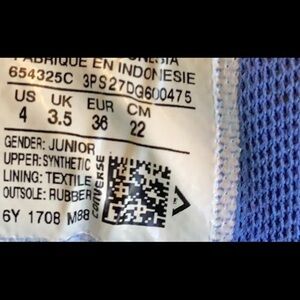 FABRIQUE EN INDONESIE
654325C 3PS27DG600475
US UK EUR CM
4 3.5 36 22
GENDER: JUNIOR
UPPER: SYNTHETIC
LINING: TEXTILE
OUTSOLE: RUBBER
6Y 1708 M88
CONVERSE